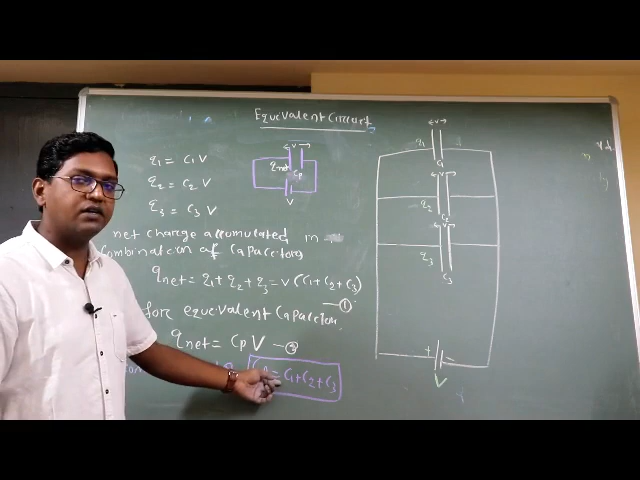 Equivalent Circuit
q1 = C1 V
q2 = C2 V
q3 = C3 V
net charge accumulated in
Combination of Capacitors
qnet = q1 + q2 + q3 = V (C1+C2+C3)
—①
for equivalent Capacitor.
qnet = Cp V —②
= C1+C2+C3
V
qnet
Cp
V
V
q1
C1
V
q2
C2
V
q3
C3
+ −
V